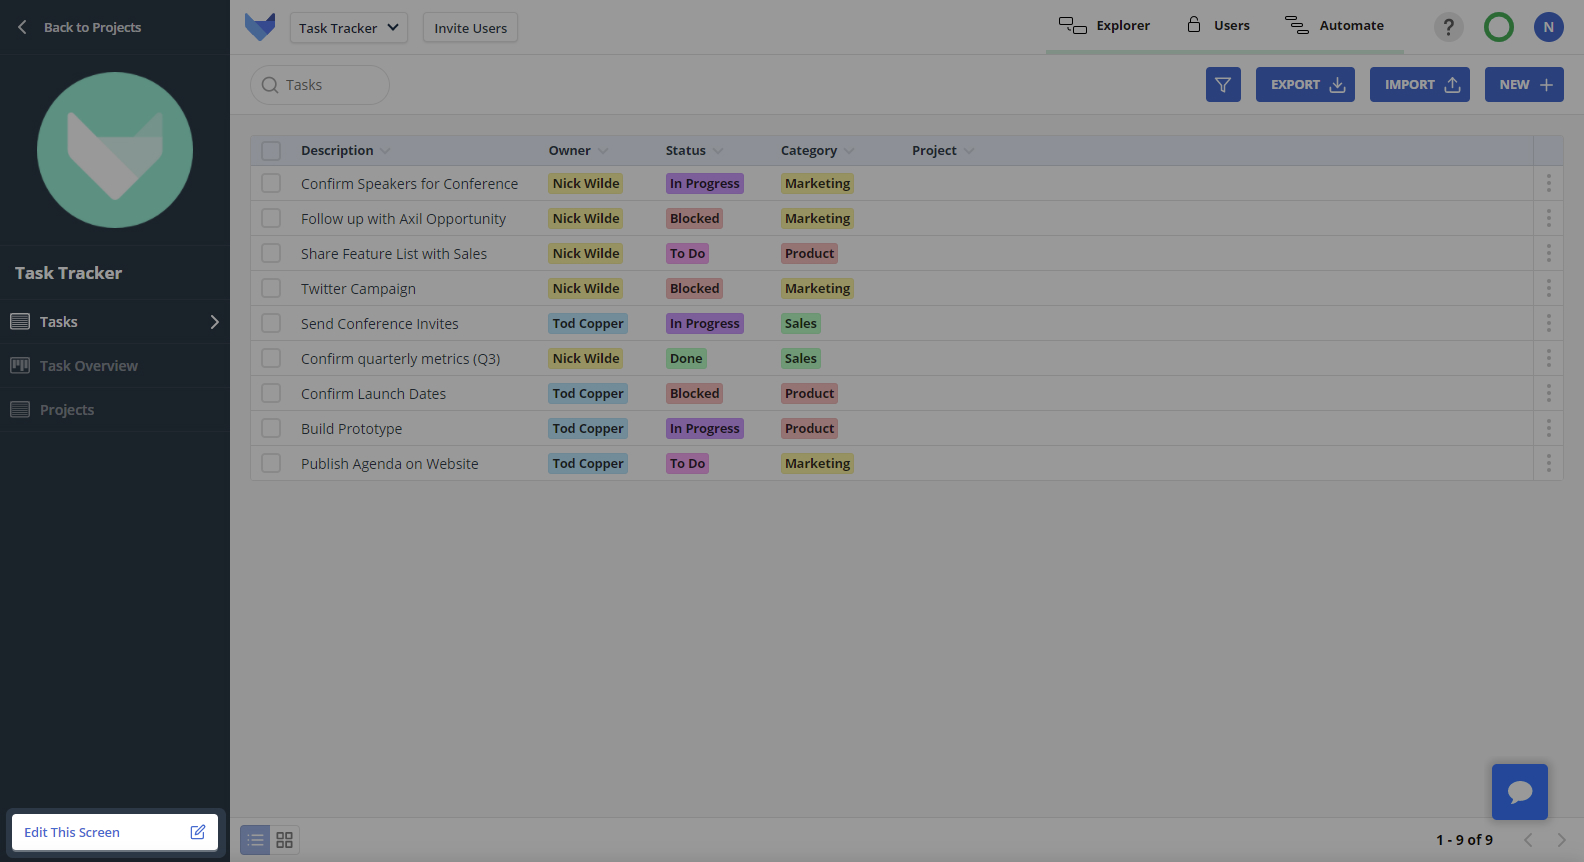 Back to Projects
Task Tracker
Invite Users
Explorer
Users
Automate
?
N
Tasks
EXPORT
IMPORT
NEW
Task Tracker
Tasks
Task Overview
Projects
Description Owner Status Category Project
Confirm Speakers for Conference Nick Wilde In Progress Marketing
Follow up with Axil Opportunity Nick Wilde Blocked Marketing
Share Feature List with Sales Nick Wilde To Do Product
Twitter Campaign Nick Wilde Blocked Marketing
Send Conference Invites Tod Copper In Progress Sales
Confirm quarterly metrics (Q3) Nick Wilde Done Sales
Confirm Launch Dates Tod Copper Blocked Product
Build Prototype Tod Copper In Progress Product
Publish Agenda on Website Tod Copper To Do Marketing
Edit This Screen
1 - 9 of 9